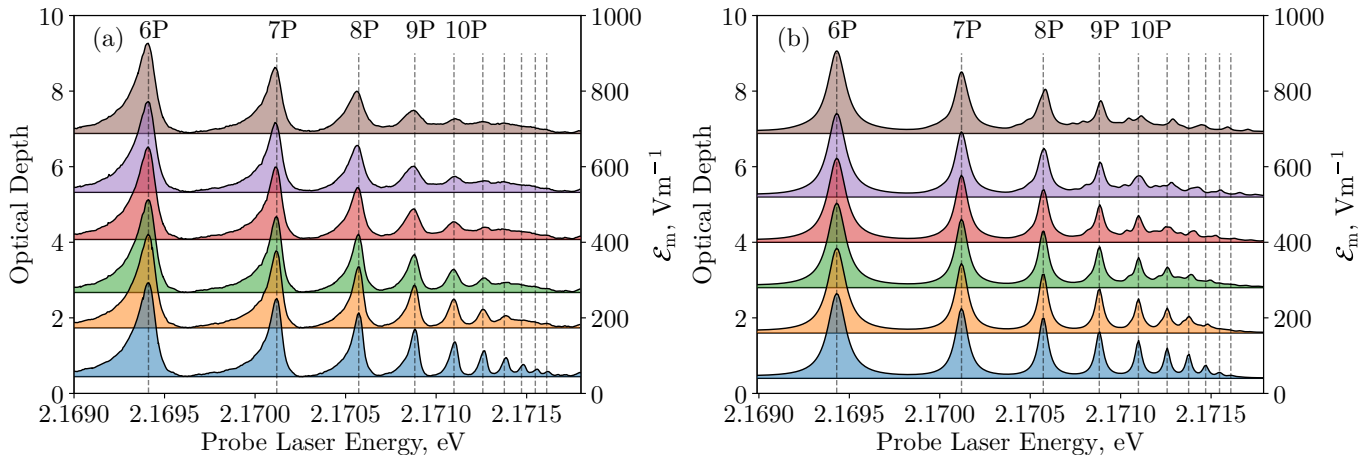 (a) 6P 7P 8P 9P 10P
10
8
6
4
2
0
Optical Depth
1000
800
600
400
200
0
ℰm, Vm−1
2.1690 2.1695 2.1700 2.1705 2.1710 2.1715
Probe Laser Energy, eV
(b) 6P 7P 8P 9P 10P
10
8
6
4
2
0
Optical Depth
1000
800
600
400
200
0
ℰm, Vm−1
2.1690 2.1695 2.1700 2.1705 2.1710 2.1715
Probe Laser Energy, eV